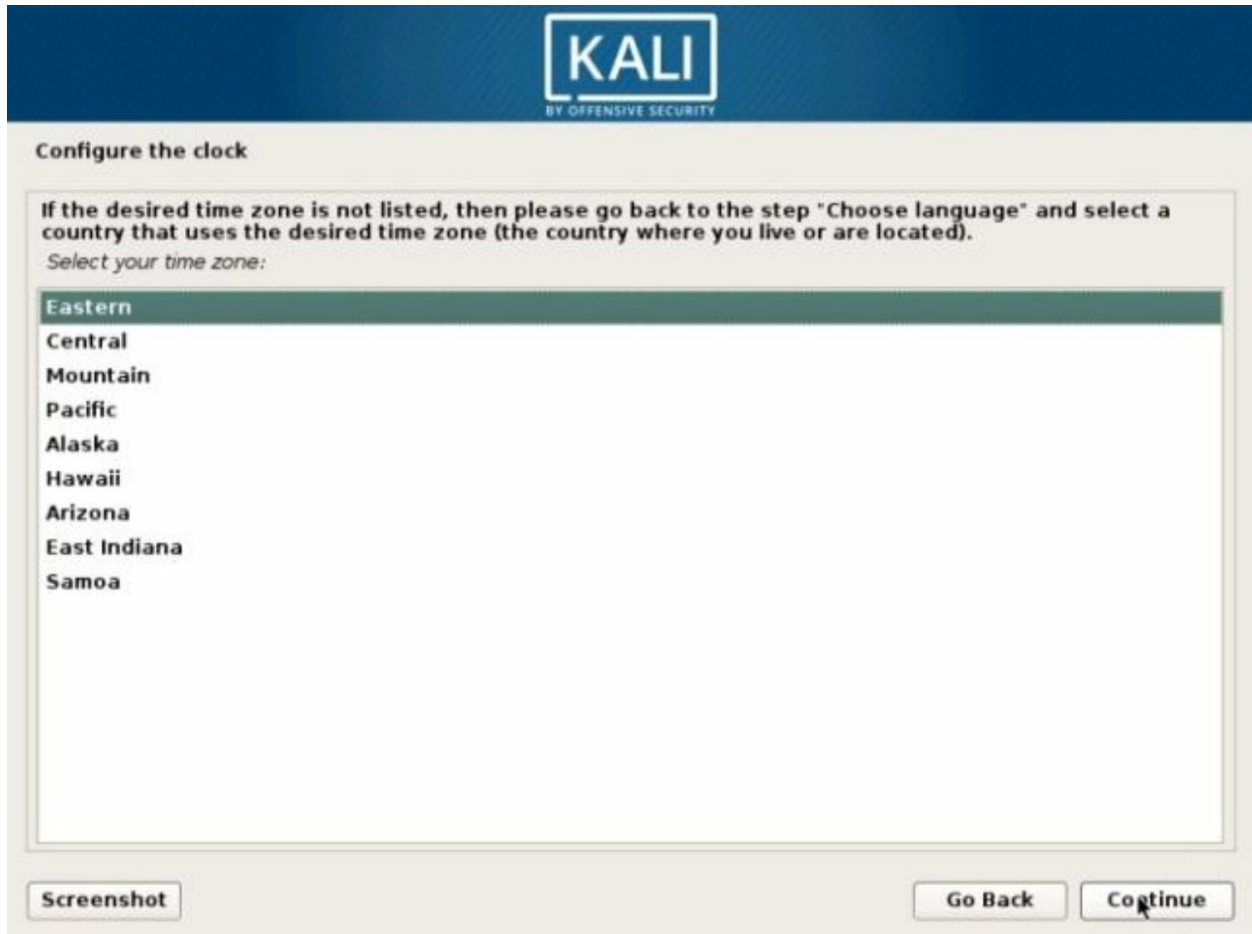 KALI
BY OFFENSIVE SECURITY
Configure the clock
If the desired time zone is not listed, then please go back to the step "Choose language" and select a
country that uses the desired time zone (the country where you live or are located).
Select your time zone:
Eastern
Central
Mountain
Pacific
Alaska
Hawaii
Arizona
East Indiana
Samoa
Screenshot
Go Back
Continue